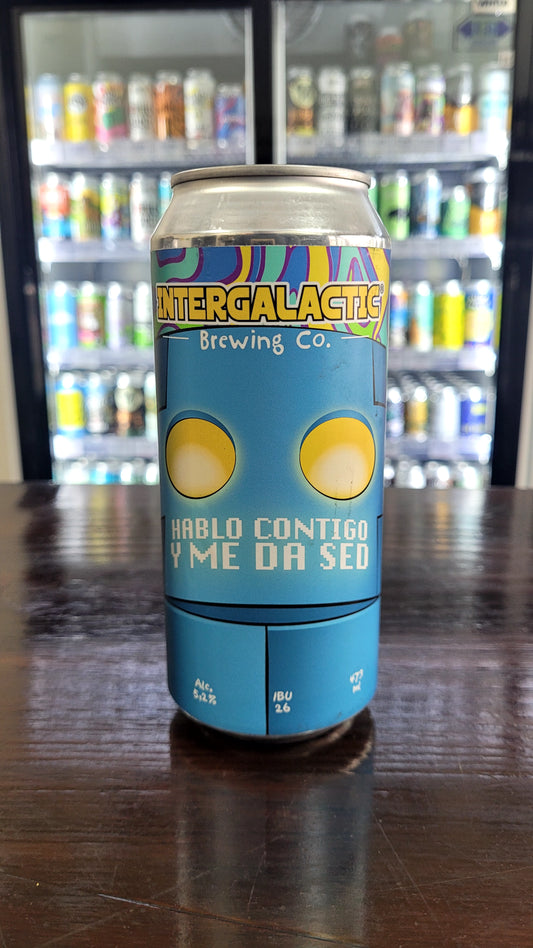 INTERGALACTIC®
Brewing Co.
HABLO CONTIGO
Y ME DA SED
Alc.
5,2%
IBU
26
473
ml